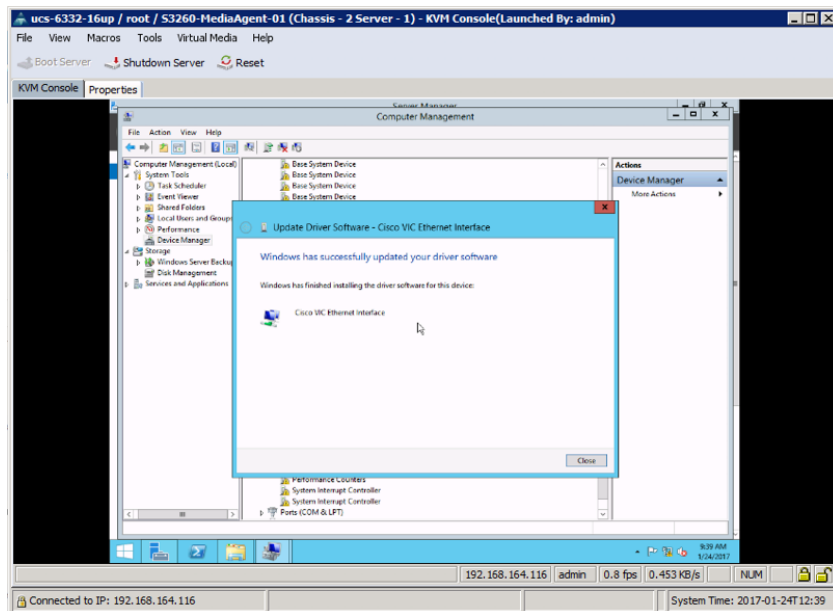 ucs-6332-16up / root / S3260-MediaAgent-01 (Chassis - 2 Server - 1) - KVM Console(Launched By: admin)
File View Macros Tools Virtual Media Help
Boot Server Shutdown Server Reset
KVM Console Properties
Server Manager
Computer Management
File Action View Help
Computer Management (Local)
System Tools
Task Scheduler
Event Viewer
Shared Folders
Local Users and Groups
Performance
Device Manager
Storage
Windows Server Backup
Disk Management
Services and Applications
Base System Device
Base System Device
Base System Device
Base System Device
Actions
Device Manager
More Actions
Update Driver Software - Cisco VIC Ethernet Interface
Windows has successfully updated your driver software
Windows has finished installing the driver software for this device:
Cisco VIC Ethernet Interface
Close
Performance Counters
System Interrupt Controller
System Interrupt Controller
Ports (COM & LPT)
9:39 AM
1/24/2017
192.168.164.116 admin 0.8 fps 0.453 KB/s NUM
Connected to IP: 192.168.164.116 System Time: 2017-01-24T12:39